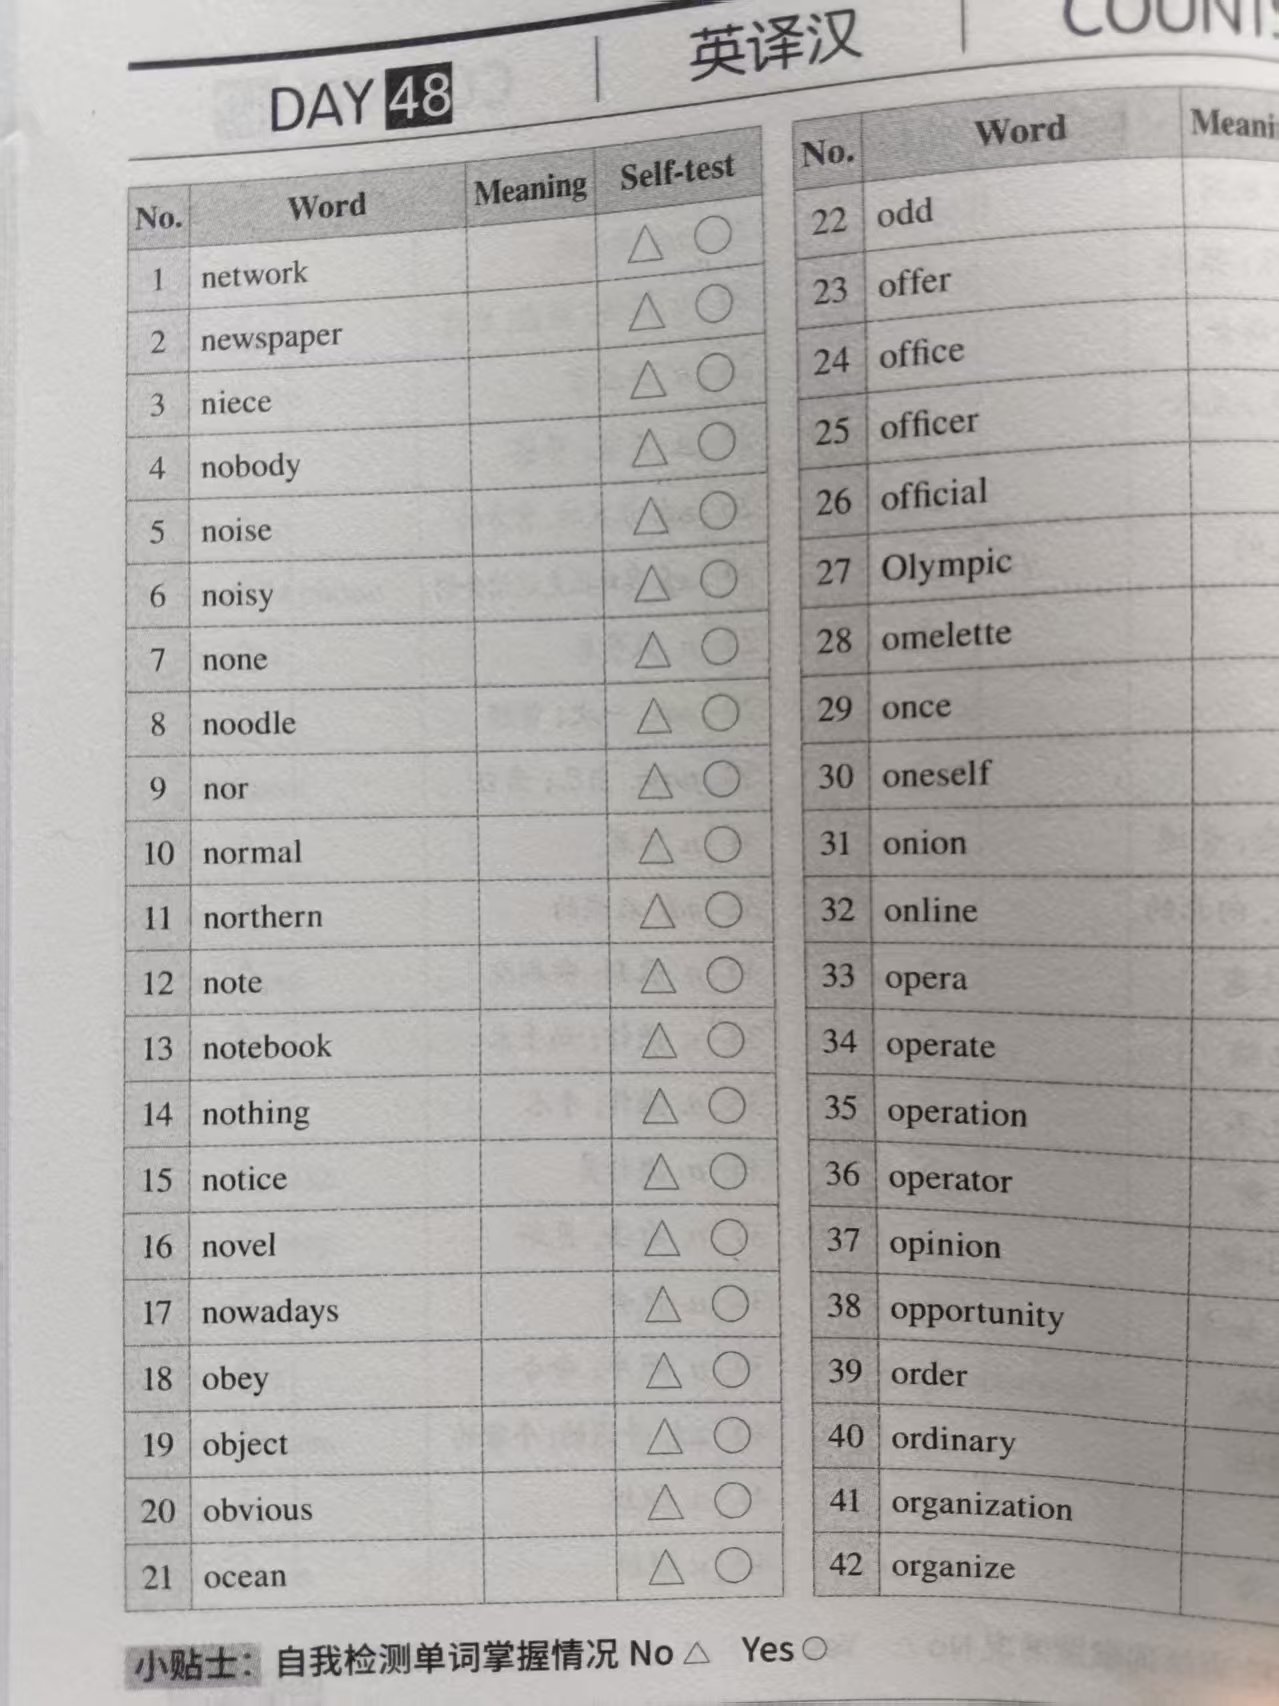 DAY 48
英译汉
No. Word Meaning Self-test
1 network △ ○
2 newspaper △ ○
3 niece △ ○
4 nobody △ ○
5 noise △ ○
6 noisy △ ○
7 none △ ○
8 noodle △ ○
9 nor △ ○
10 normal △ ○
11 northern △ ○
12 note △ ○
13 notebook △ ○
14 nothing △ ○
15 notice △ ○
16 novel △ ○
17 nowadays △ ○
18 obey △ ○
19 object △ ○
20 obvious △ ○
21 ocean △ ○
No. Word
22 odd
23 offer
24 office
25 officer
26 official
27 Olympic
28 omelette
29 once
30 oneself
31 onion
32 online
33 opera
34 operate
35 operation
36 operator
37 opinion
38 opportunity
39 order
40 ordinary
41 organization
42 organize
小贴士：自我检测单词掌握情况 No △ Yes ○